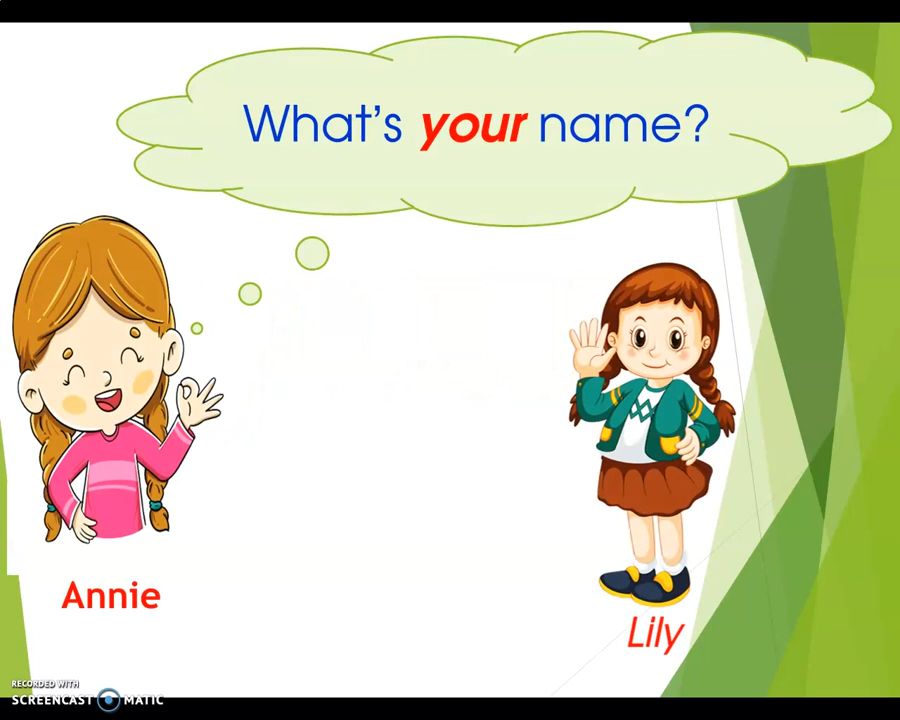 What's your name?
Annie
Lily
RECORDED WITH
SCREENCAST MATIC